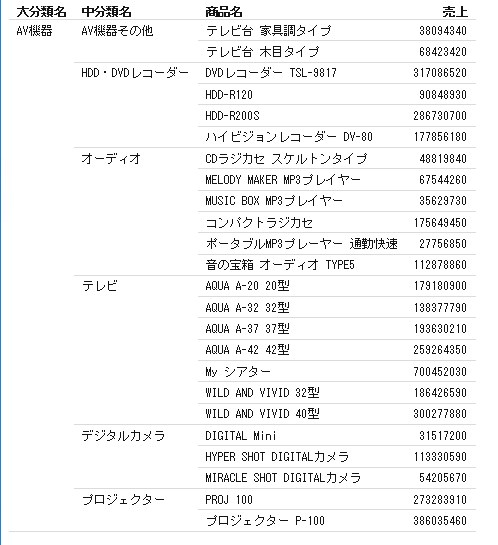 大分類名 中分類名 商品名 売上
AV機器 AV機器その他 テレビ台 家具調タイプ 38094340
テレビ台 木目タイプ 68423420
HDD・DVDレコーダー DVDレコーダー TSL-9817 317086520
HDD-R120 90848930
HDD-R200S 286730700
ハイビジョンレコーダー DV-80 177856180
オーディオ CDラジカセ スケルトンタイプ 48819840
MELODY MAKER MP3プレイヤー 67544260
MUSIC BOX MP3プレイヤー 35629730
コンパクトラジカセ 175649450
ポータブルMP3プレーヤー 通勤快速 27756850
音の宝箱 オーディオ TYPE5 112878860
テレビ AQUA A-20 20型 179180900
AQUA A-32 32型 138377790
AQUA A-37 37型 193630210
AQUA A-42 42型 259264350
My シアター 700452030
WILD AND VIVID 32型 186426590
WILD AND VIVID 40型 300277880
デジタルカメラ DIGITAL Mini 31517200
HYPER SHOT DIGITALカメラ 113330590
MIRACLE SHOT DIGITALカメラ 54205670
プロジェクター PROJ 100 273283910
プロジェクター P-100 386035460